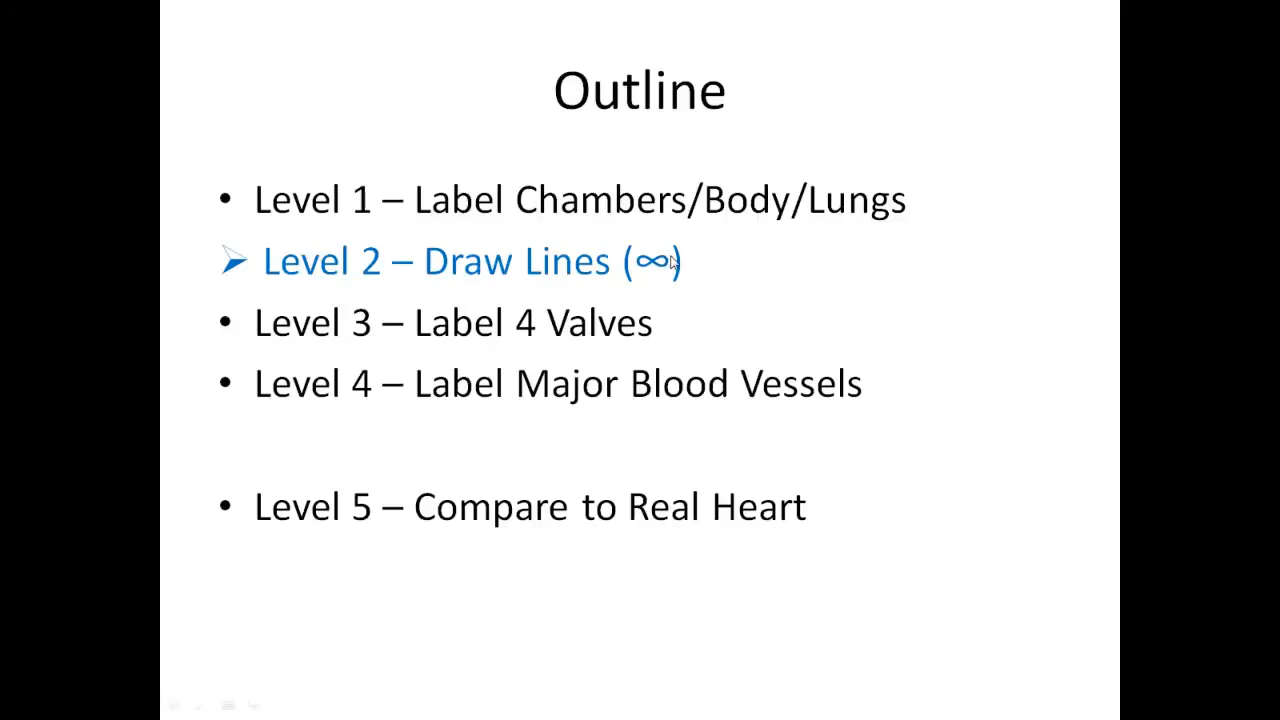 Outline
• Level 1 – Label Chambers/Body/Lungs
➢ Level 2 – Draw Lines (∞)
• Level 3 – Label 4 Valves
• Level 4 – Label Major Blood Vessels
• Level 5 – Compare to Real Heart